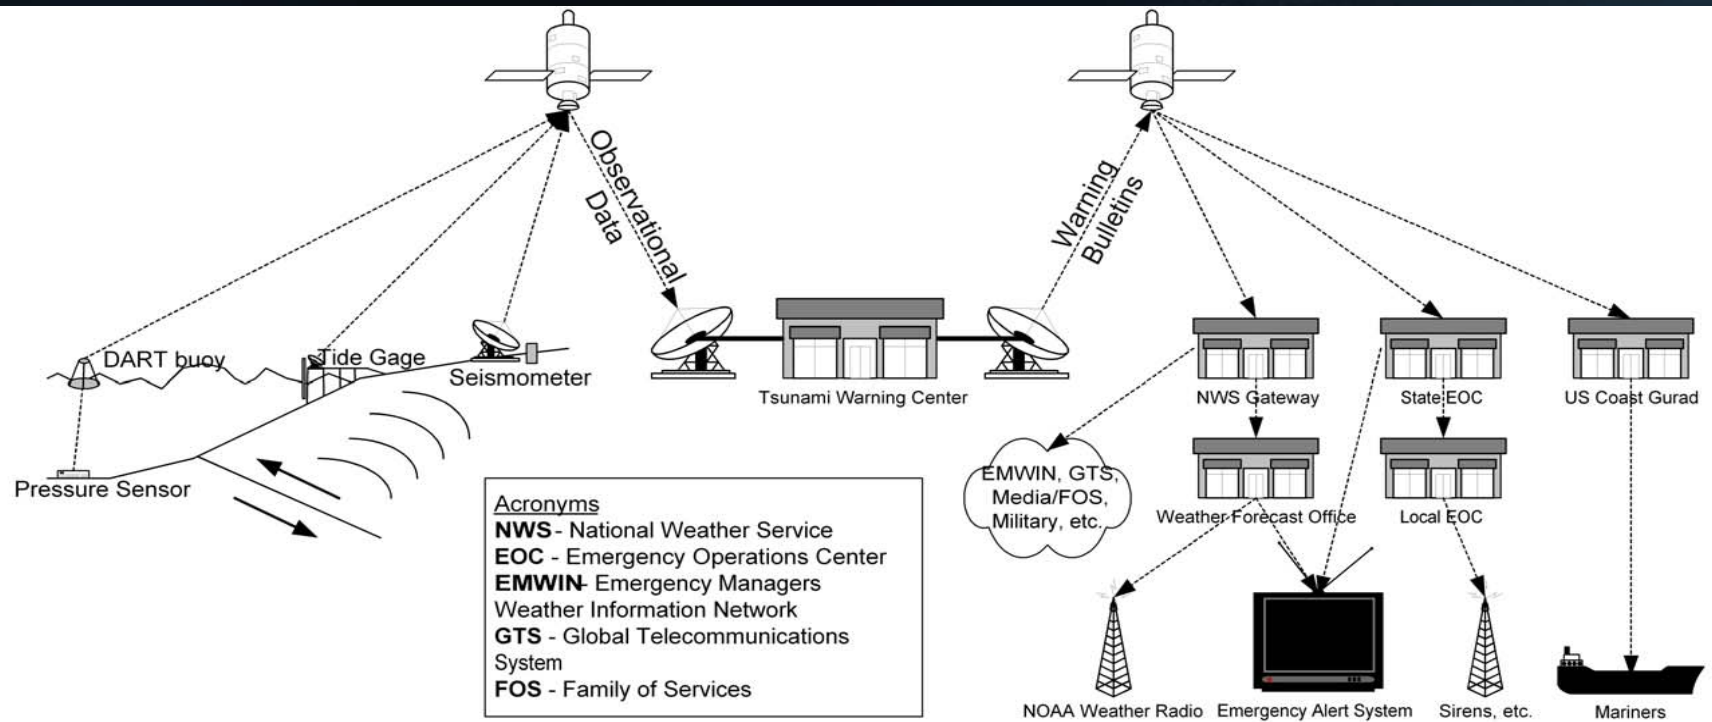 Observational
Data
Warning
Bulletins
DART buoy
Tide Gage
Seismometer
Pressure Sensor
Tsunami Warning Center
NWS Gateway
State EOC
US Coast Gurad
EMWIN, GTS,
Media/FOS,
Military, etc.
Weather Forecast Office
Local EOC
NOAA Weather Radio
Emergency Alert System
Sirens, etc.
Mariners
Acronyms
NWS - National Weather Service
EOC - Emergency Operations Center
EMWIN- Emergency Managers
Weather Information Network
GTS - Global Telecommunications
System
FOS - Family of Services